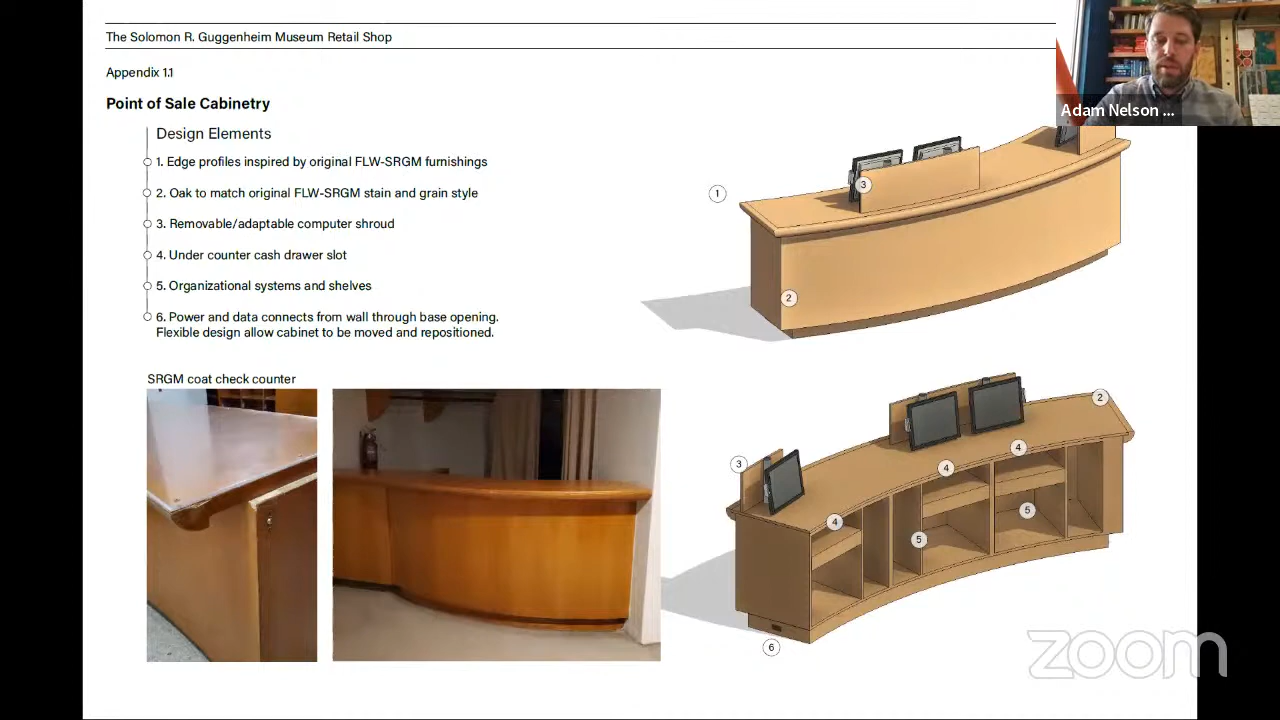 The Solomon R. Guggenheim Museum Retail Shop
Appendix 1.1
Point of Sale Cabinetry
Design Elements
1. Edge profiles inspired by original FLW-SRGM furnishings
2. Oak to match original FLW-SRGM stain and grain style
3. Removable/adaptable computer shroud
4. Under counter cash drawer slot
5. Organizational systems and shelves
6. Power and data connects from wall through base opening.
Flexible design allow cabinet to be moved and repositioned.
SRGM coat check counter
Adam Nelson ...
3
1
2
2
4
3
4
5
4
5
6
zoom